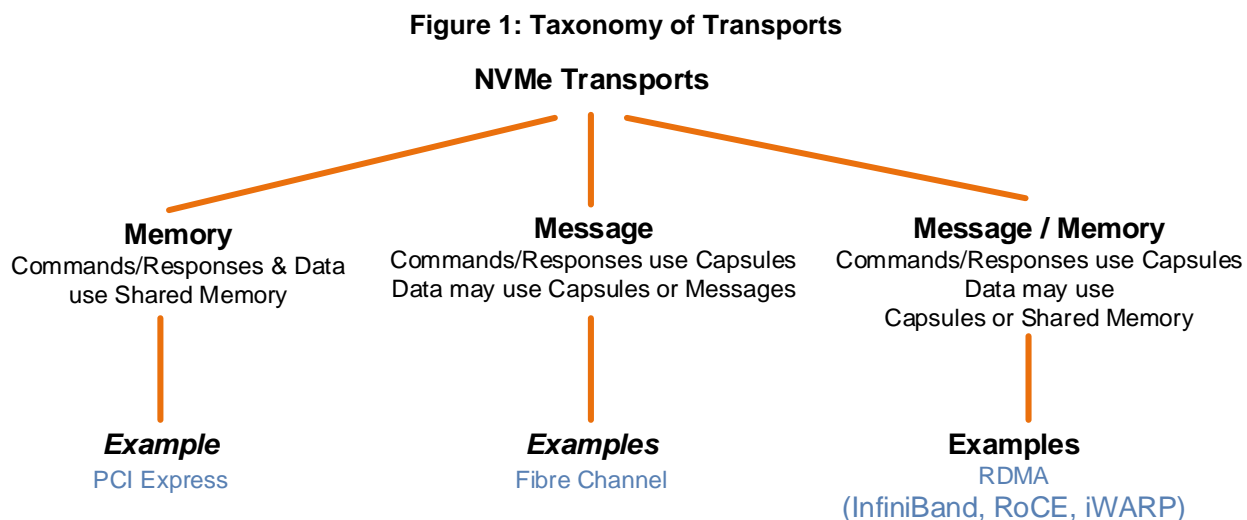 Figure 1: Taxonomy of Transports
NVMe Transports
Memory
Commands/Responses & Data
use Shared Memory
Example
PCI Express
Message
Commands/Responses use Capsules
Data may use Capsules or Messages
Examples
Fibre Channel
Message / Memory
Commands/Responses use Capsules
Data may use
Capsules or Shared Memory
Examples
RDMA
(InfiniBand, RoCE, iWARP)